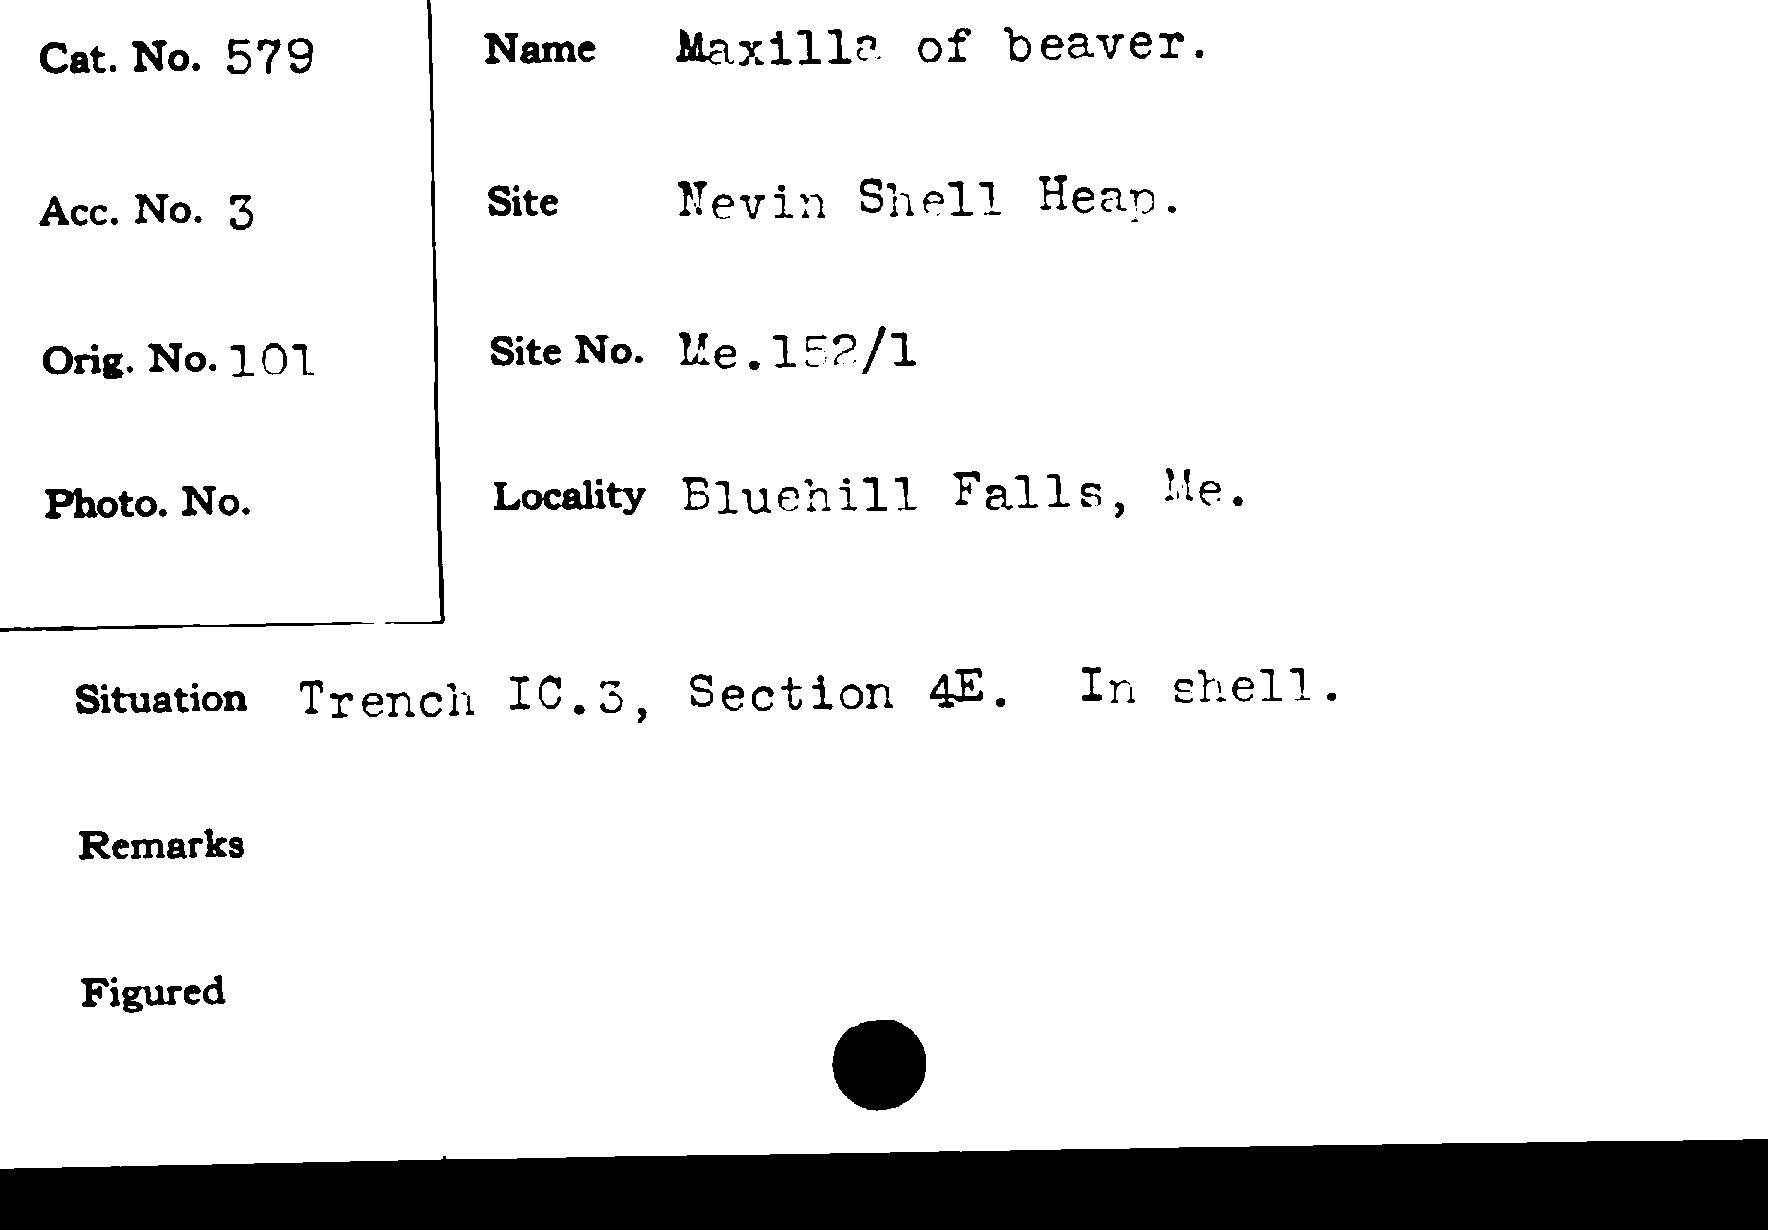 Cat. No. 579
Name Maxilla of beaver.
Acc. No. 3
Site Nevin Shell Heap.
Orig. No. 101
Site No. Me.152/1
Photo. No.
Locality Bluehill Falls, Me.
Situation Trench IC.3, Section 4E. In shell.
Remarks
Figured